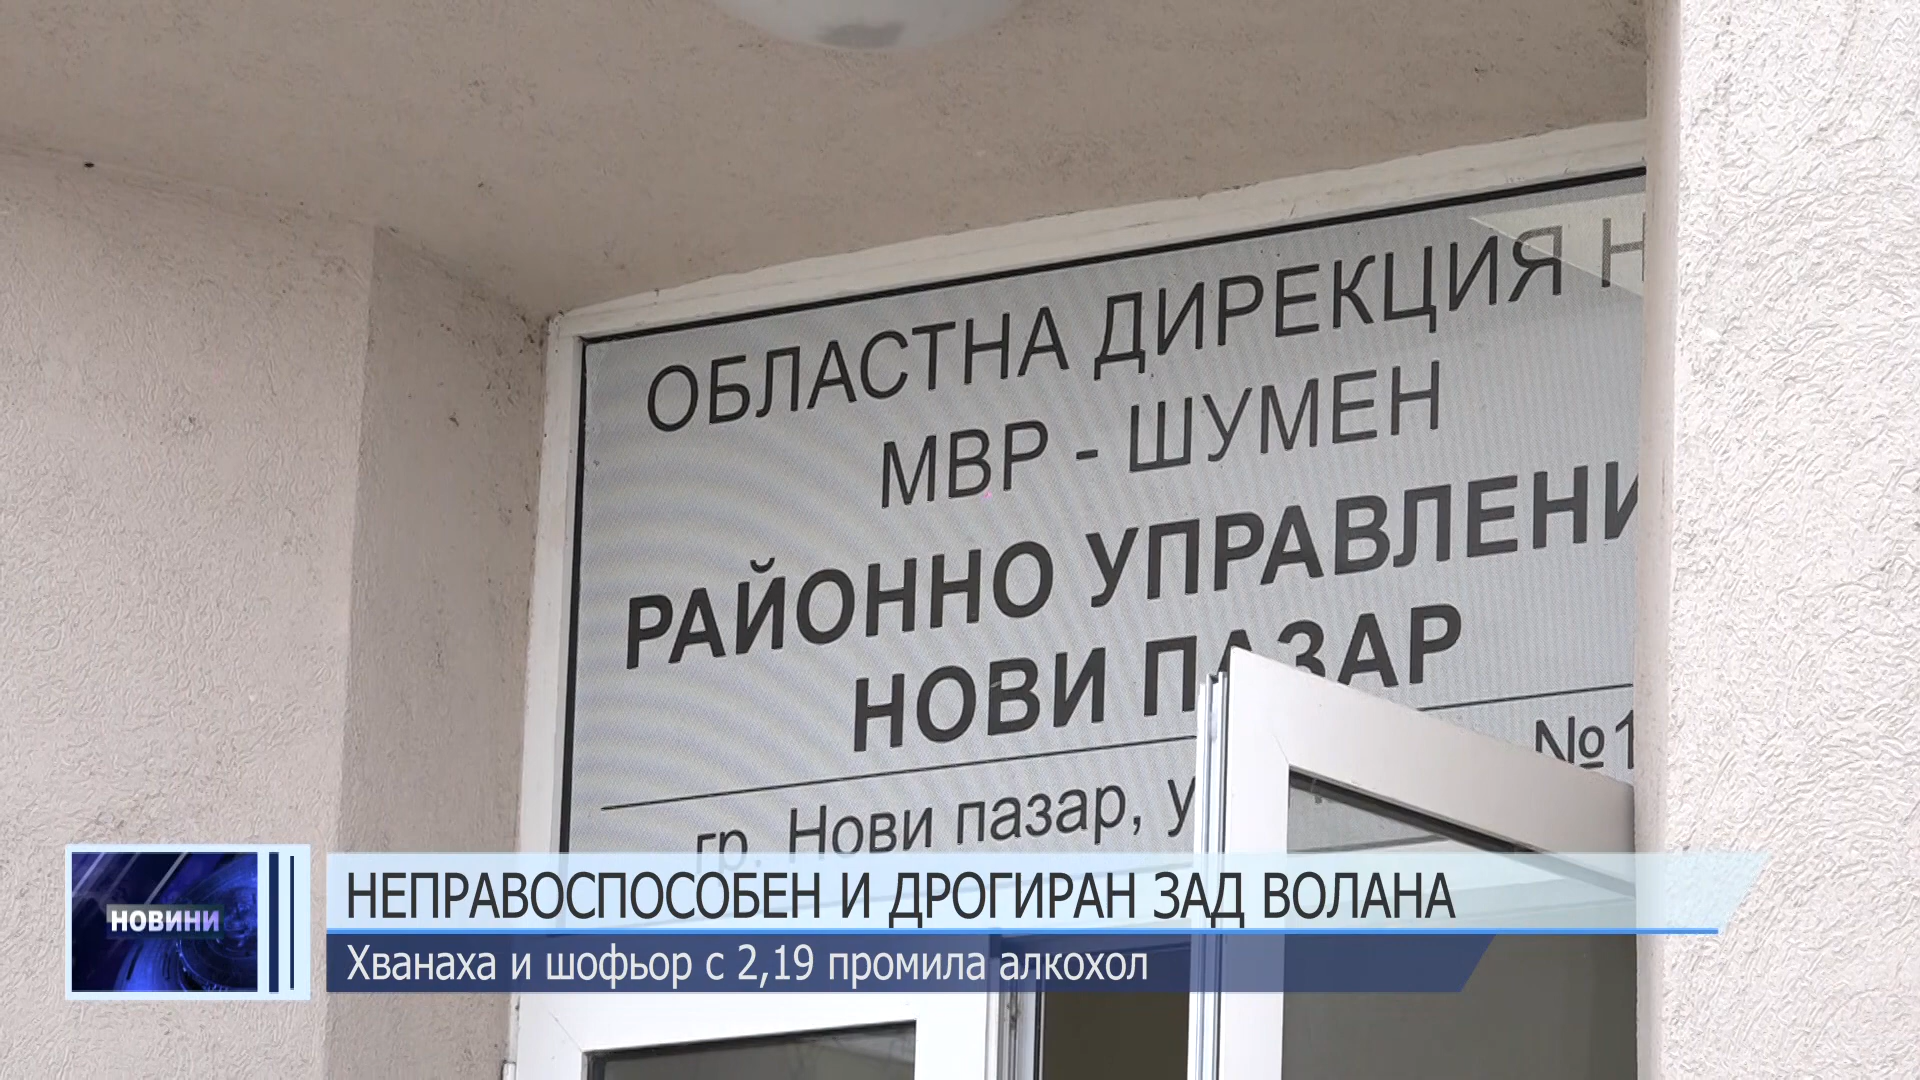 ОБЛАСТНА ДИРЕКЦИЯ Н
МВР - ШУМЕН
РАЙОННО УПРАВЛЕНИ
НОВИ ПАЗАР
гр. Нови пазар, у №1
НОВИНИ
НЕПРАВОСПОСОБЕН И ДРОГИРАН ЗАД ВОЛАНА
Хванаха и шофьор с 2,19 промила алкохол